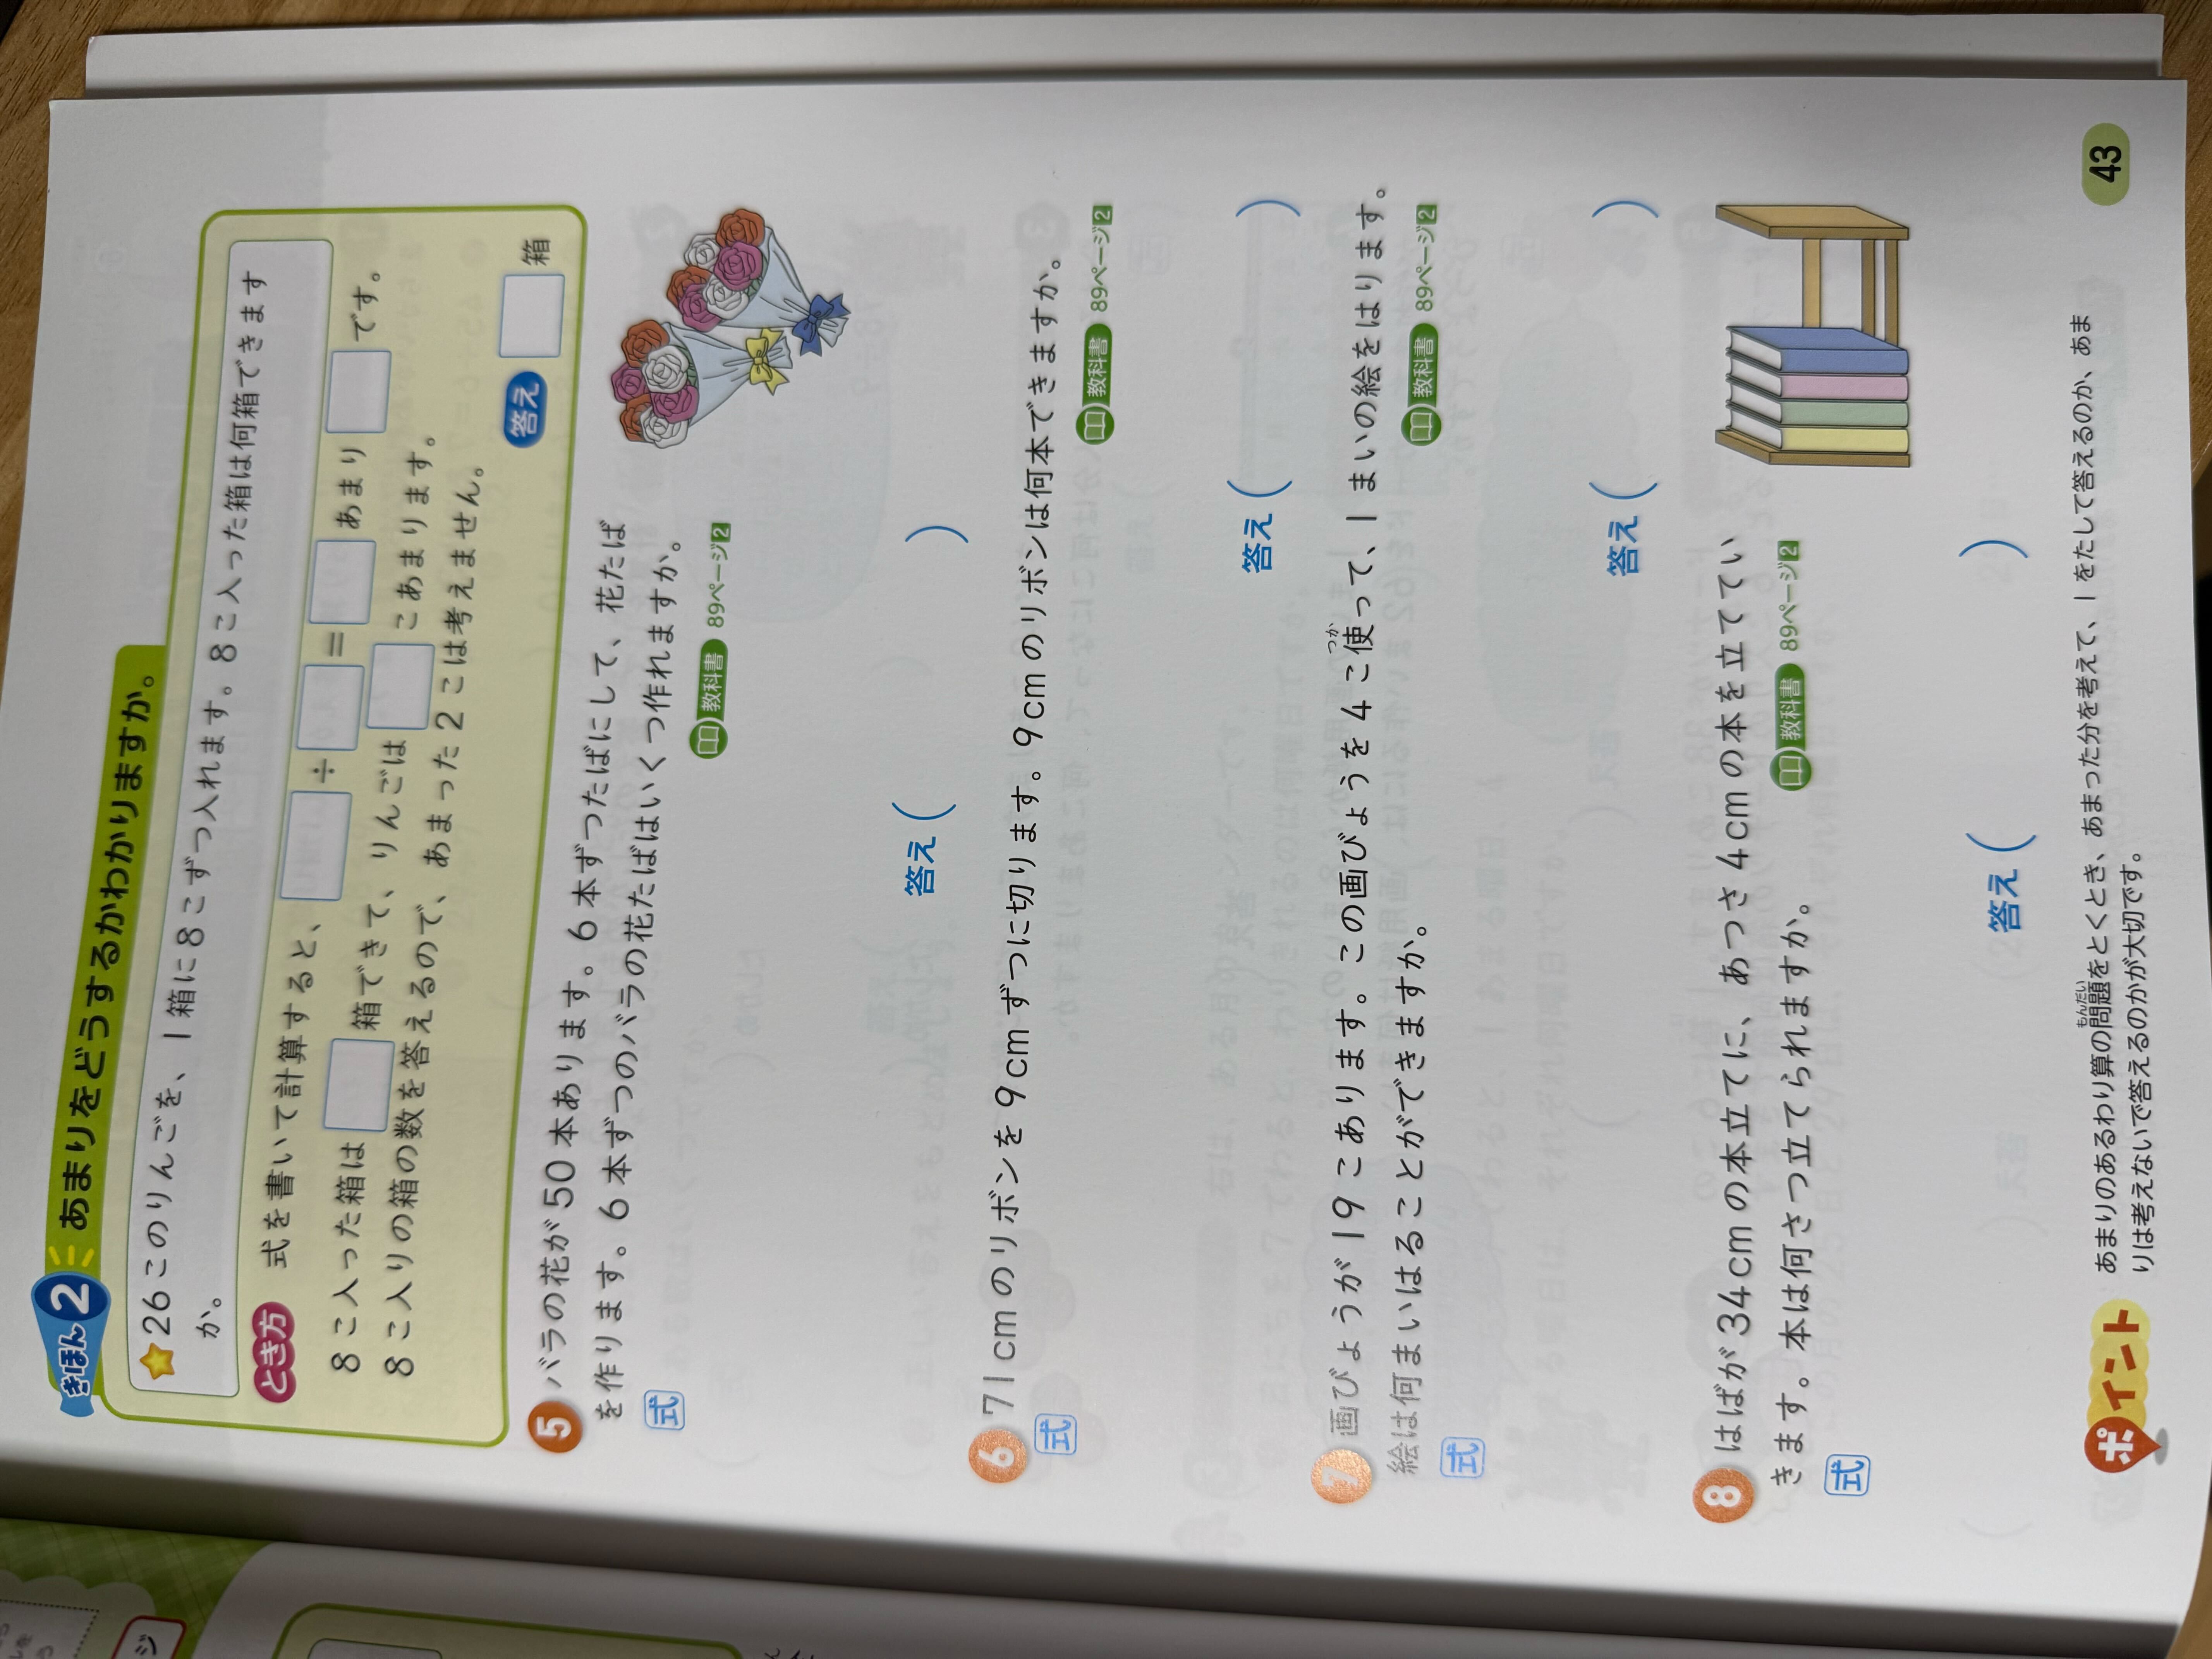 きほん 2 あまりをどうするかわかりますか。
26このりんごを、1箱に8こずつ入れます。8こ入った箱は何箱できます
か。
とき方 式を書いて計算すると、 ÷ = あまり です。
8こ入った箱は 箱できて、りんごは こあまります。
8こ入りの箱の数を答えるので、あまった2こは考えません。
答え 箱
5 バラの花が50本あります。6本ずつたばにして、花たば
を作ります。6本ずつのバラの花たばはいくつ作れますか。
式 教科書 89ページ2
答え ( )
6 71cmのリボンを9cmずつに切ります。9cmのリボンは何本できますか。
式 教科書 89ページ2
答え ( )
7 画びょうが19こあります。この画びょうを4こ使って、1まいの絵をはります。
つか
絵は何まいはることができますか。 教科書 89ページ2
式
答え ( )
8 はばが34cmの本立てに、あつさ4cmの本を立ててい
きます。本は何さつ立てられますか。 教科書 89ページ2
式
答え ( )
ポイント あまりのあるわり算の問題をとくとき、あまった分を考えて、1をたして答えるのか、あま
もんだい
りは考えないで答えるのかが大切です。
43